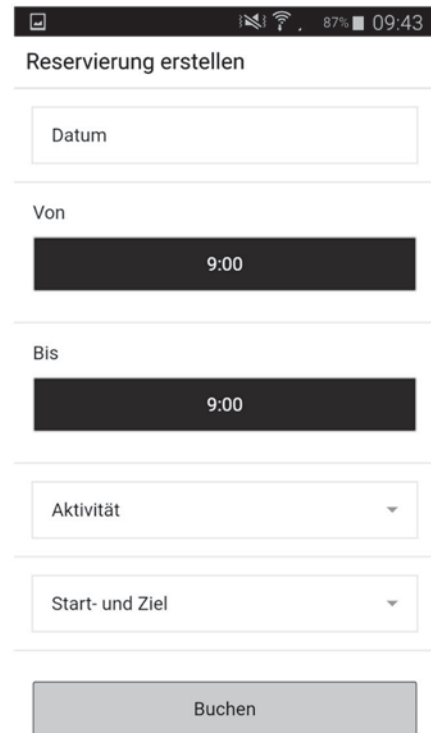 87% 09:43
Reservierung erstellen
Datum
Von
9:00
Bis
9:00
Aktivität
Start- und Ziel
Buchen